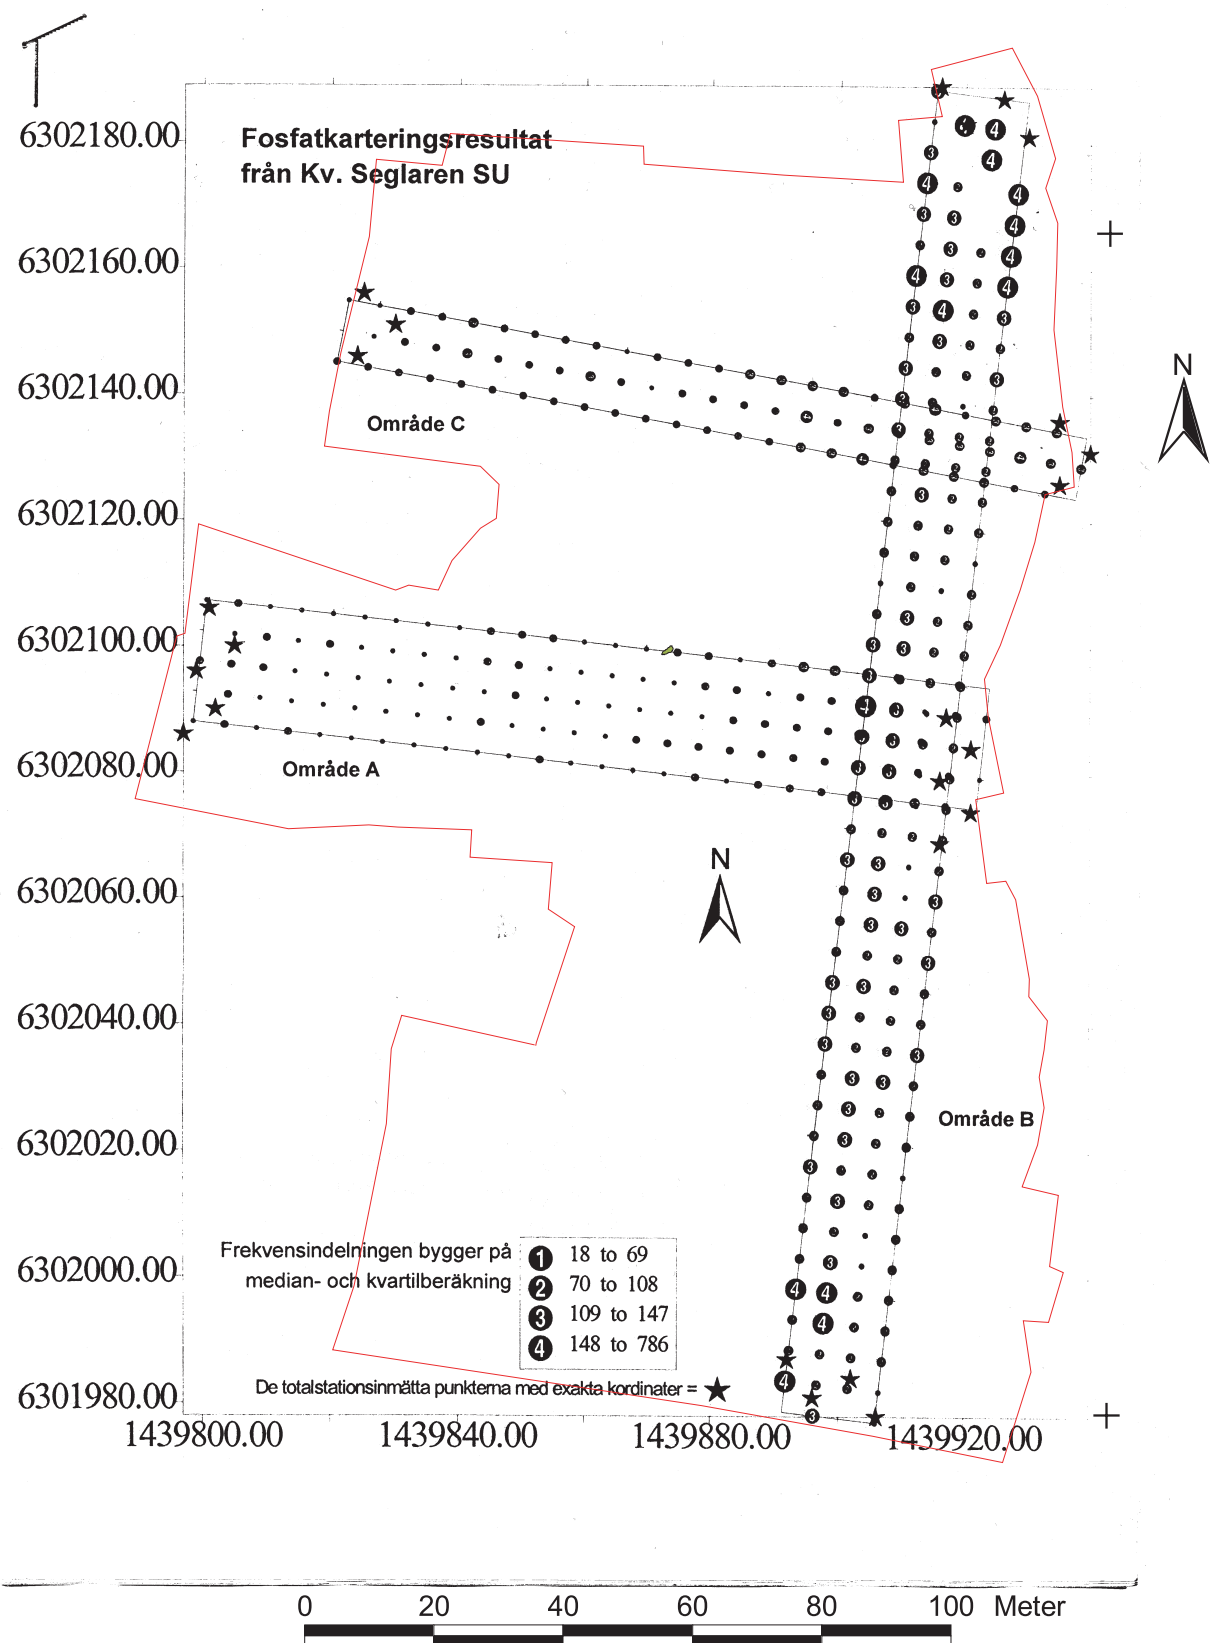 Fosfatkarteringsresultat
från Kv. Seglaren SU
6302180.00
6302160.00
6302140.00
6302120.00
6302100.00
6302080.00
6302060.00
6302040.00
6302020.00
6302000.00
6301980.00
N
Område C
Område A
N
Område B
Frekvensindelningen bygger på
median- och kvartilberäkning
1 18 to 69
2 70 to 108
3 109 to 147
4 148 to 786
De totalstationsinmätta punkterna med exakta kordinater =
1439800.00 1439840.00 1439880.00 1439920.00
0 20 40 60 80 100 Meter